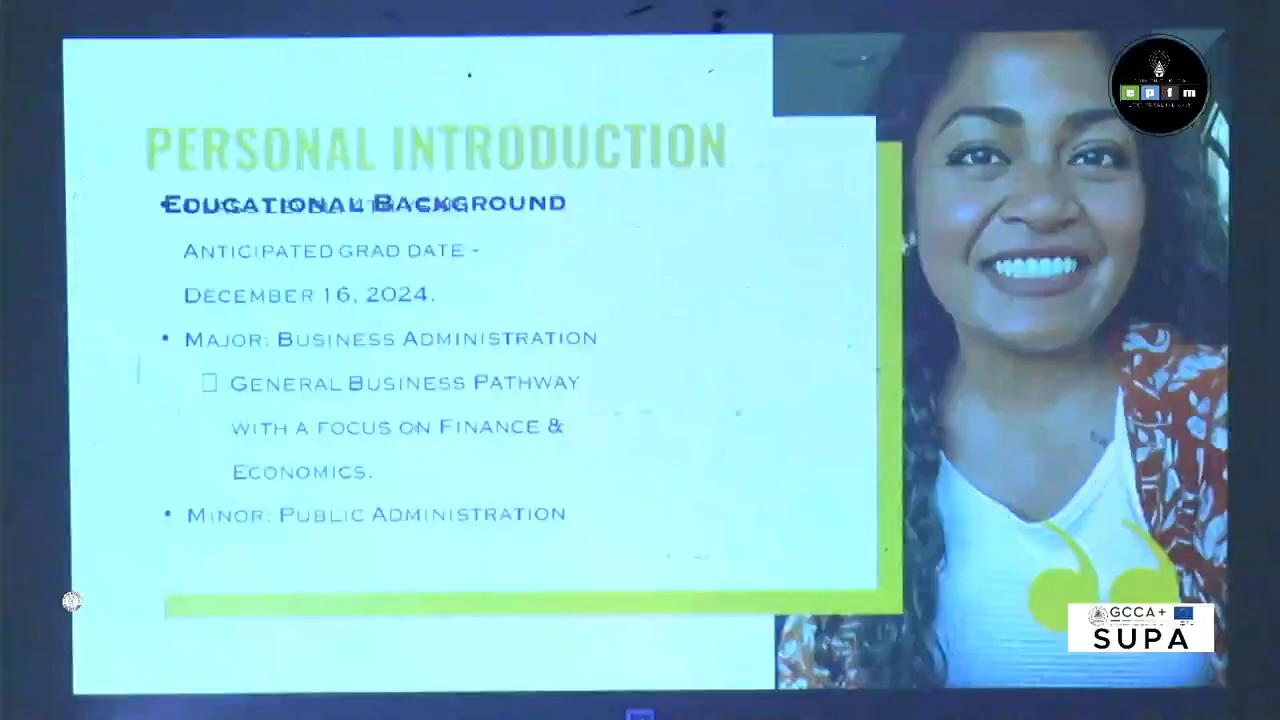 PERSONAL INTRODUCTION
EDUCATIONAL BACKGROUND
ANTICIPATED GRAD DATE -
DECEMBER 16, 2024.
• MAJOR: BUSINESS ADMINISTRATION
GENERAL BUSINESS PATHWAY
WITH A FOCUS ON FINANCE &
ECONOMICS.
• MINOR: PUBLIC ADMINISTRATION
epfm
GCCA+
SUPA